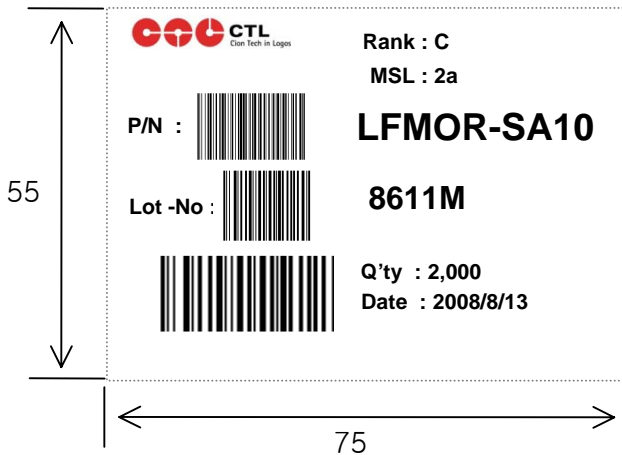 CTL
Cion Tech in Logos
Rank : C
MSL : 2a
P/N :
LFMOR-SA10
Lot -No :
8611M
Q’ty : 2,000
Date : 2008/8/13
55
75